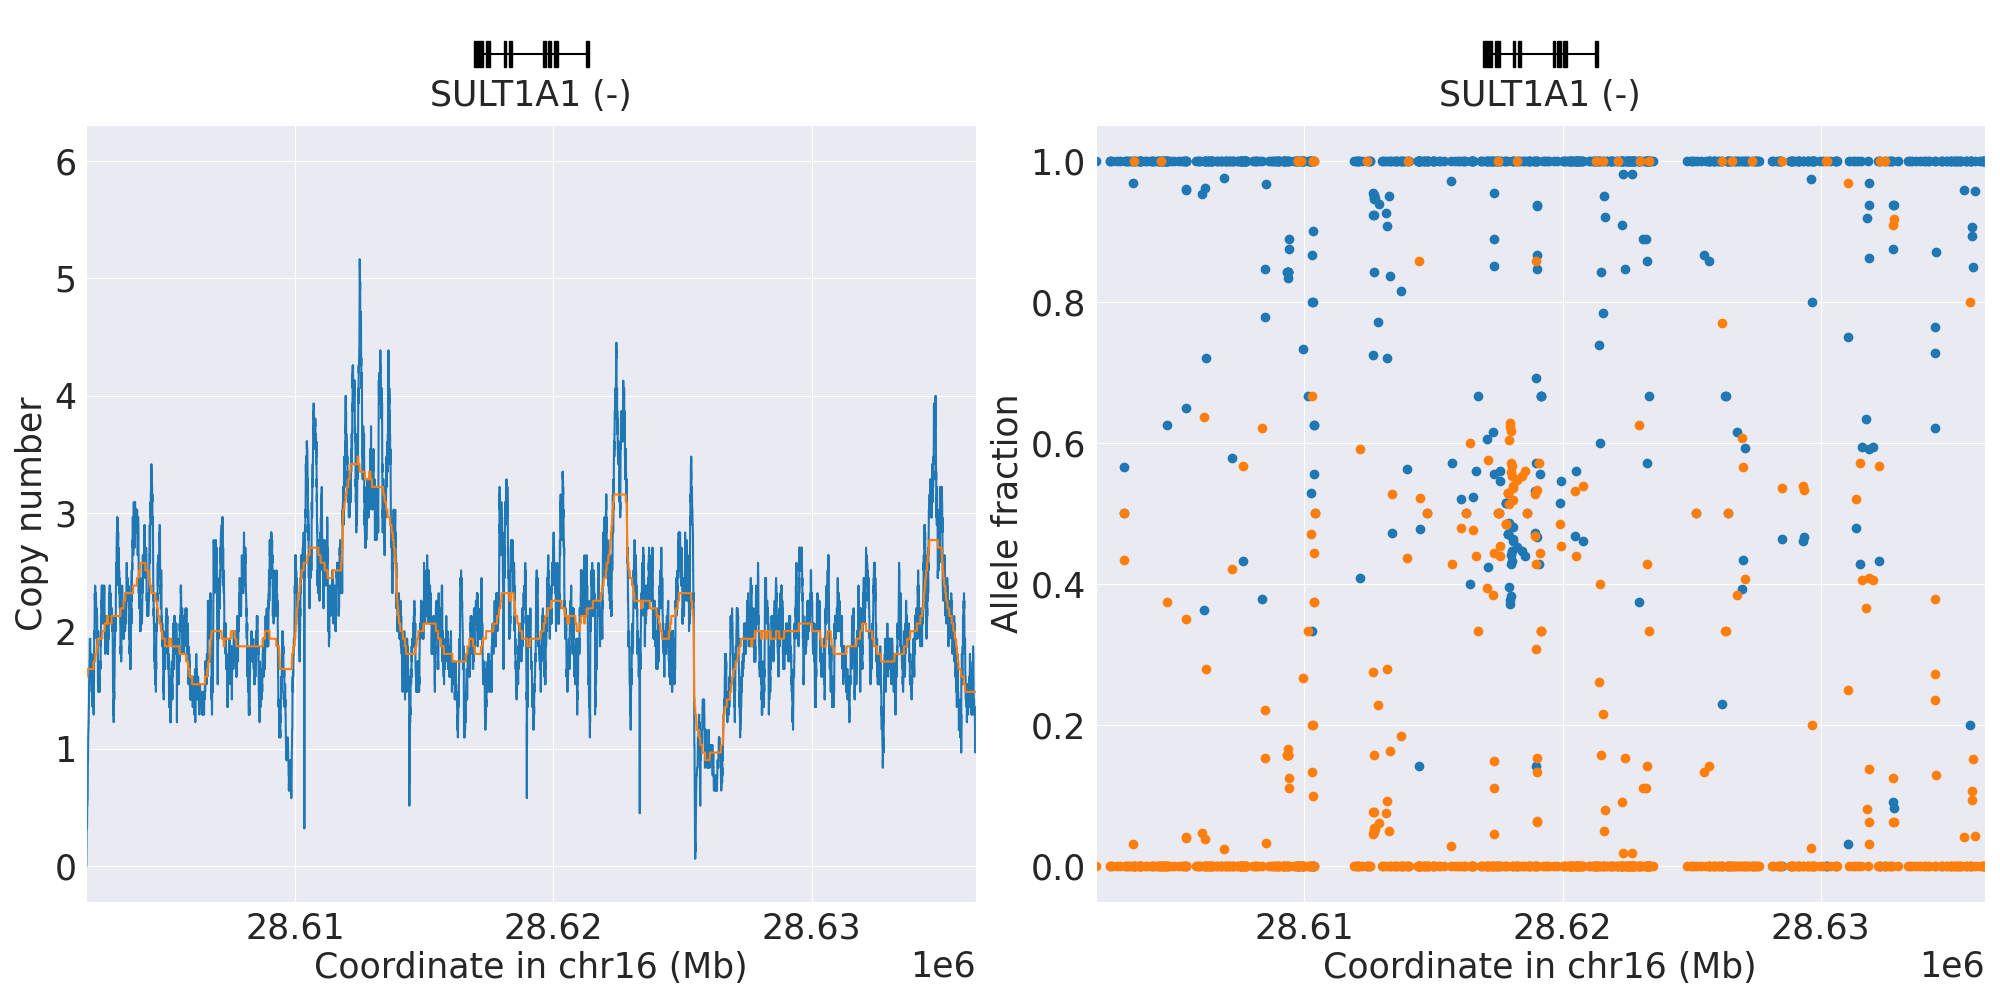 SULT1A1 (-)
6
5
4
3
2
1
0
Copy number
28.61
28.62
28.63
Coordinate in chr16 (Mb)
1e6
SULT1A1 (-)
1.0
0.8
0.6
0.4
0.2
0.0
Allele fraction
28.61
28.62
28.63
Coordinate in chr16 (Mb)
1e6